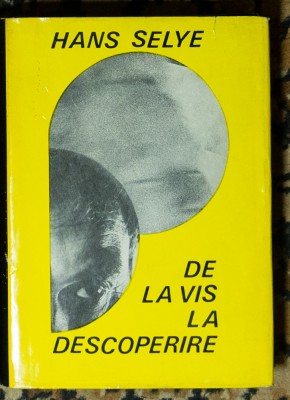 HANS SELYE
DE
LA VIS
LA
DESCOPERIRE